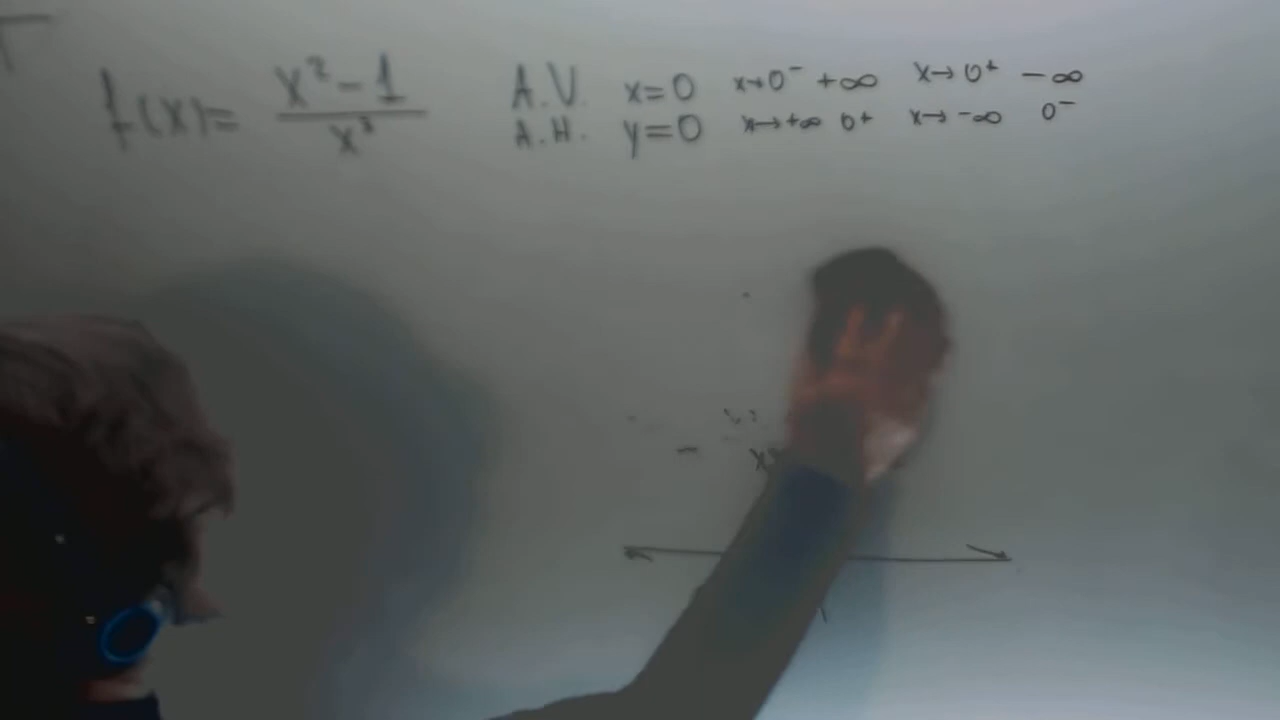 f(x)= x²-1 / x³ A.V. x=0 x→0⁻ +∞ x→0⁺ -∞
A.H. y=0 x→+∞ 0+ x→-∞ 0⁻